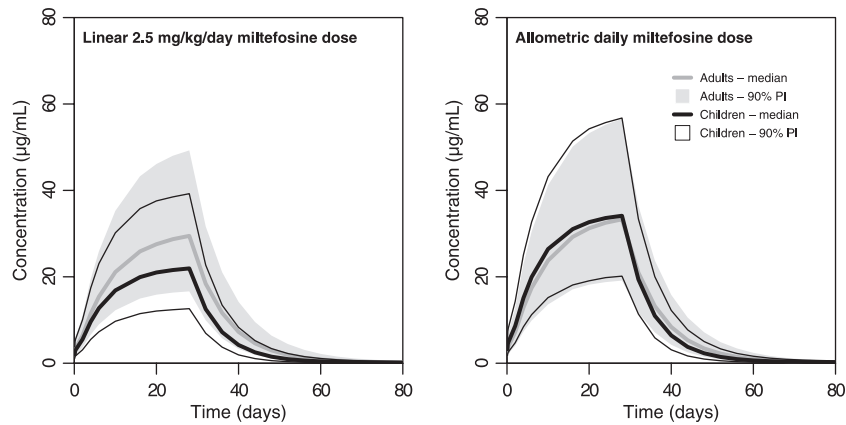 Linear 2.5 mg/kg/day miltefosine dose
80
60
40
20
0
Concentration (μg/mL)
0 20 40 60 80
Time (days)
Allometric daily miltefosine dose
Adults – median
Adults – 90% PI
Children – median
Children – 90% PI
80
60
40
20
0
Concentration (μg/mL)
0 20 40 60 80
Time (days)